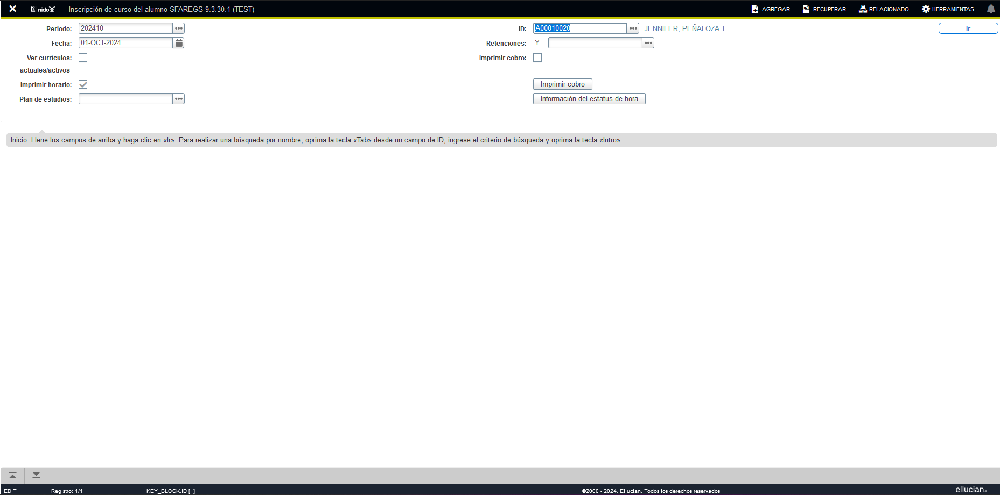 nido Inscripción de curso del alumno SFAREGS 9.3.30.1 (TEST) AGREGAR RECUPERAR RELACIONADO HERRAMIENTAS
Periodo: 202410 ID: A00010020 JENNIFER, PEÑALOZA T. Ir
Fecha: 01-OCT-2024 Retenciones: Y
Ver currículos: Imprimir cobro:
actuales/activos
Imprimir horario: Imprimir cobro
Plan de estudios: Información del estatus de hora
Inicio: Llene los campos de arriba y haga clic en «Ir». Para realizar una búsqueda por nombre, oprima la tecla «Tab» desde un campo de ID, ingrese el criterio de búsqueda y oprima la tecla «Intro».
EDIT Registro: 1/1 KEY_BLOCK.ID [1] ©2000 - 2024. Ellucian. Todos los derechos reservados. ellucian.